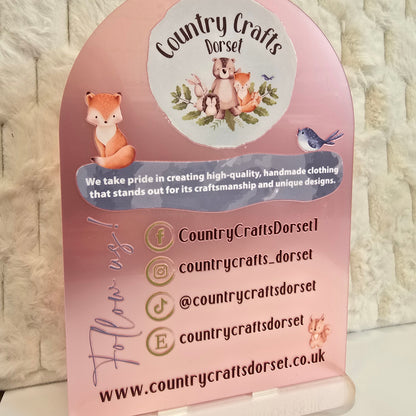 Country Crafts
Dorset
We take pride in creating high-quality, handmade clothing
that stands out for its craftsmanship and unique designs.
Follow us!
f CountryCraftsDorset1
countrycrafts_dorset
@countrycraftsdorset
E countrycraftsdorset
www.countrycraftsdorset.co.uk